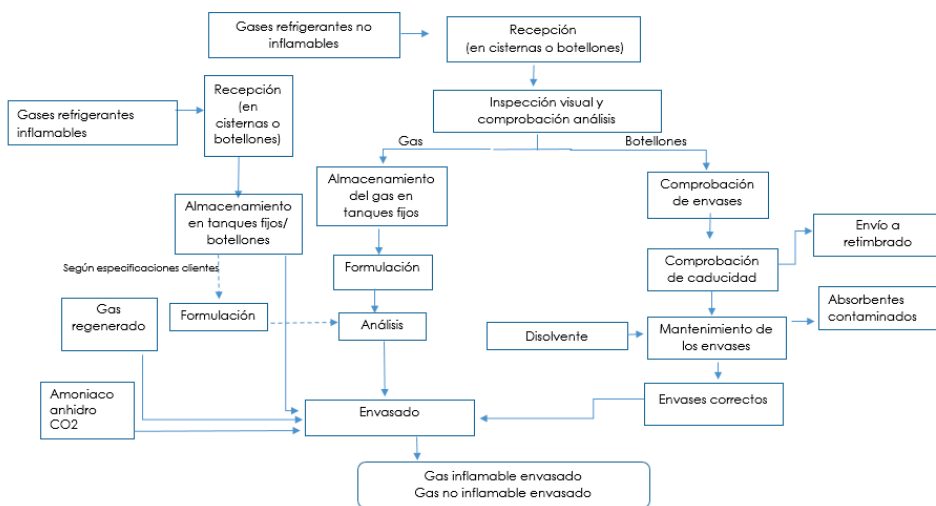 Gases refrigerantes no
inflamables
Recepción
(en cisternas o botellones)
Gases refrigerantes
inflamables
Recepción
(en
cisternas o
botellones)
Inspección visual y
comprobación análisis
Gas
Botellones
Almacenamiento
en tanques fijos/
botellones
Almacenamiento
del gas en
tanques fijos
Comprobación
de envases
Envío a
retimbrado
Según especificaciones clientes
Formulación
Comprobación
de caducidad
Gas
regenerado
Formulación
Análisis
Disolvente
Mantenimiento de
los envases
Absorbentes
contaminados
Amoniaco
anhidro
CO2
Envasado
Envases correctos
Gas inflamable envasado
Gas no inflamable envasado